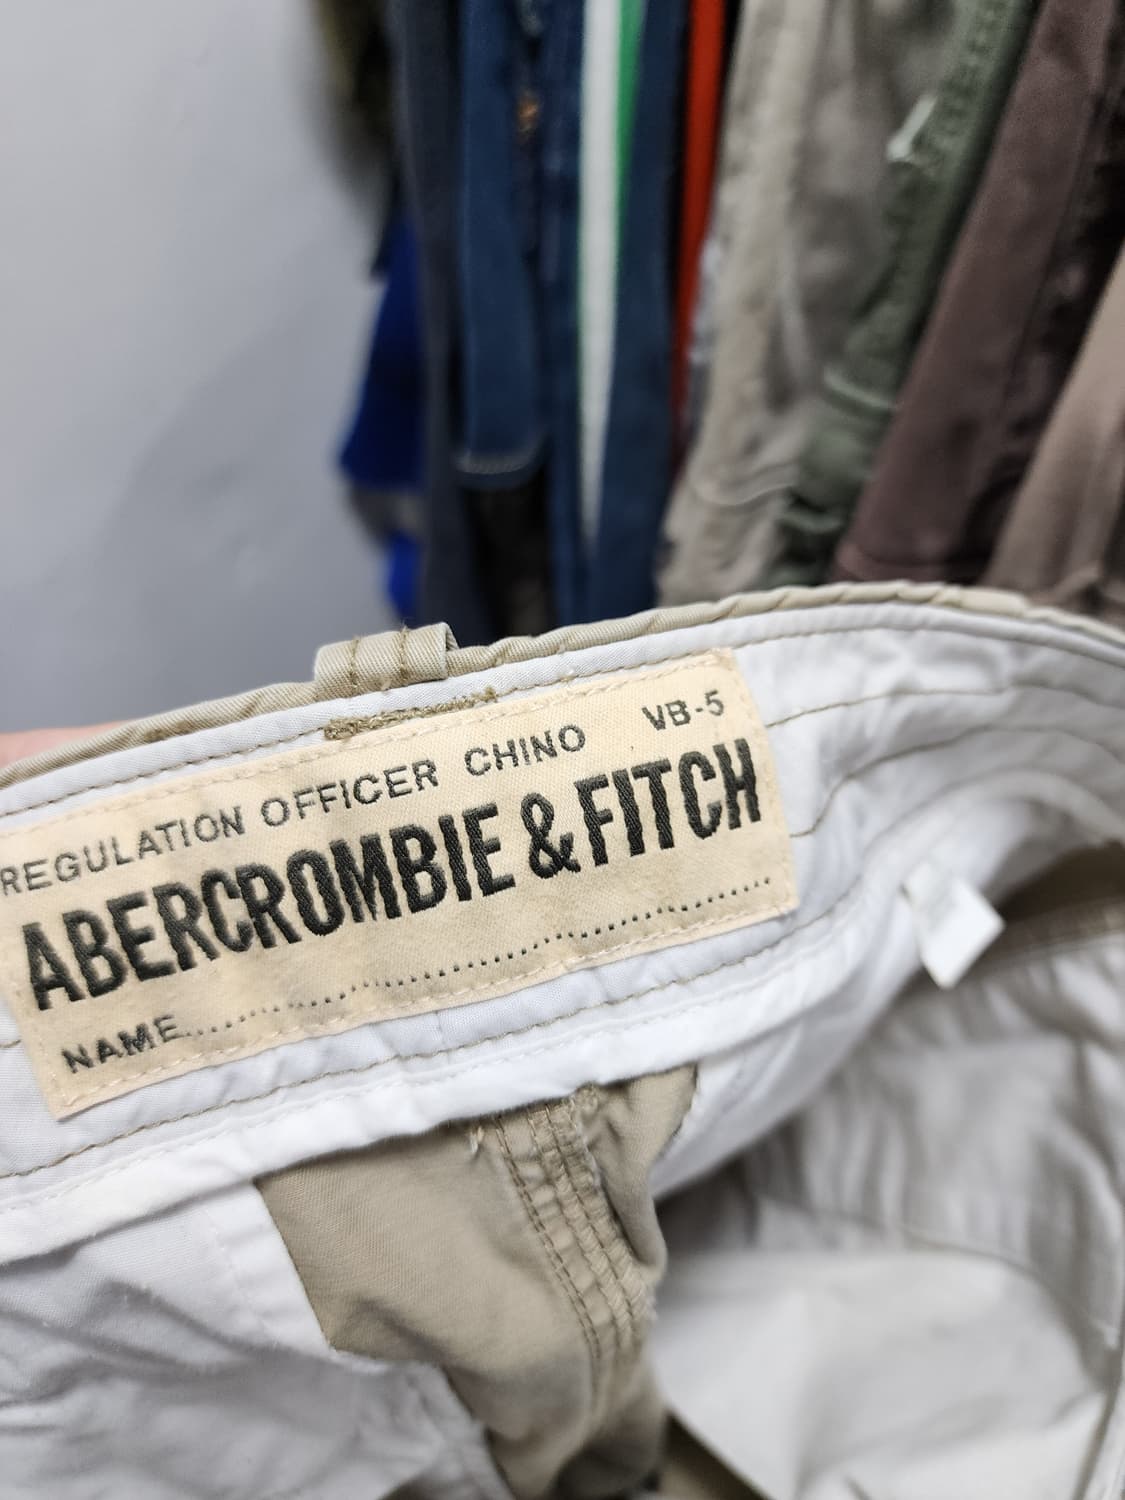 REGULATION OFFICER CHINO VB-5
ABERCROMBIE & FITCH
NAME....................................................